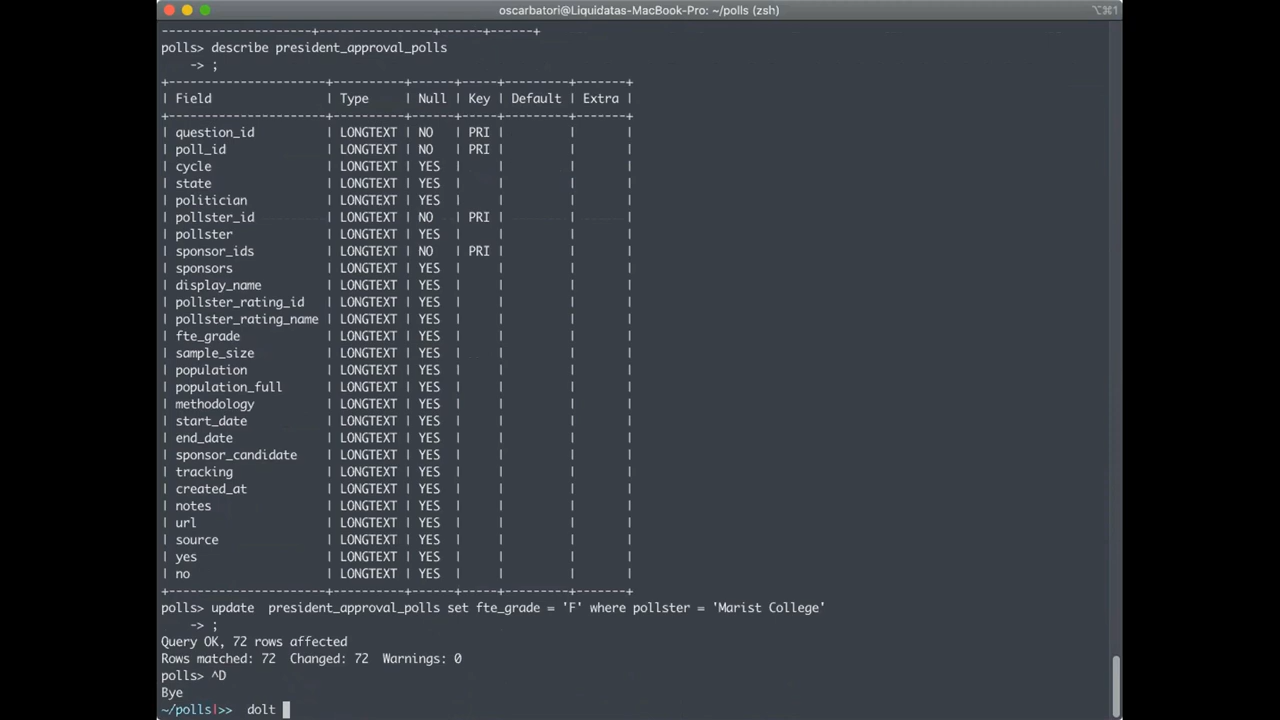 oscarbatori@Liquidatas-MacBook-Pro: ~/polls (zsh)
⌥⌘1
---------------------+-----------+------+------+
polls> describe president_approval_polls
    -> ;
+----------------------+----------+------+-----+---------+-------+
| Field | Type | Null | Key | Default | Extra |
+----------------------+----------+------+-----+---------+-------+
| question_id | LONGTEXT | NO | PRI | | |
| poll_id | LONGTEXT | NO | PRI | | |
| cycle | LONGTEXT | YES | | | |
| state | LONGTEXT | YES | | | |
| politician | LONGTEXT | YES | | | |
| pollster_id | LONGTEXT | NO | PRI | | |
| pollster | LONGTEXT | YES | | | |
| sponsor_ids | LONGTEXT | NO | PRI | | |
| sponsors | LONGTEXT | YES | | | |
| display_name | LONGTEXT | YES | | | |
| pollster_rating_id | LONGTEXT | YES | | | |
| pollster_rating_name | LONGTEXT | YES | | | |
| fte_grade | LONGTEXT | YES | | | |
| sample_size | LONGTEXT | YES | | | |
| population | LONGTEXT | YES | | | |
| population_full | LONGTEXT | YES | | | |
| methodology | LONGTEXT | YES | | | |
| start_date | LONGTEXT | YES | | | |
| end_date | LONGTEXT | YES | | | |
| sponsor_candidate | LONGTEXT | YES | | | |
| tracking | LONGTEXT | YES | | | |
| created_at | LONGTEXT | YES | | | |
| notes | LONGTEXT | YES | | | |
| url | LONGTEXT | YES | | | |
| source | LONGTEXT | YES | | | |
| yes | LONGTEXT | YES | | | |
| no | LONGTEXT | YES | | | |
+----------------------+----------+------+-----+---------+-------+
polls> update  president_approval_polls set fte_grade = 'F' where pollster = 'Marist College'
    -> ;
Query OK, 72 rows affected
Rows matched: 72  Changed: 72  Warnings: 0
polls> ^D
Bye
~/polls!>>  dolt